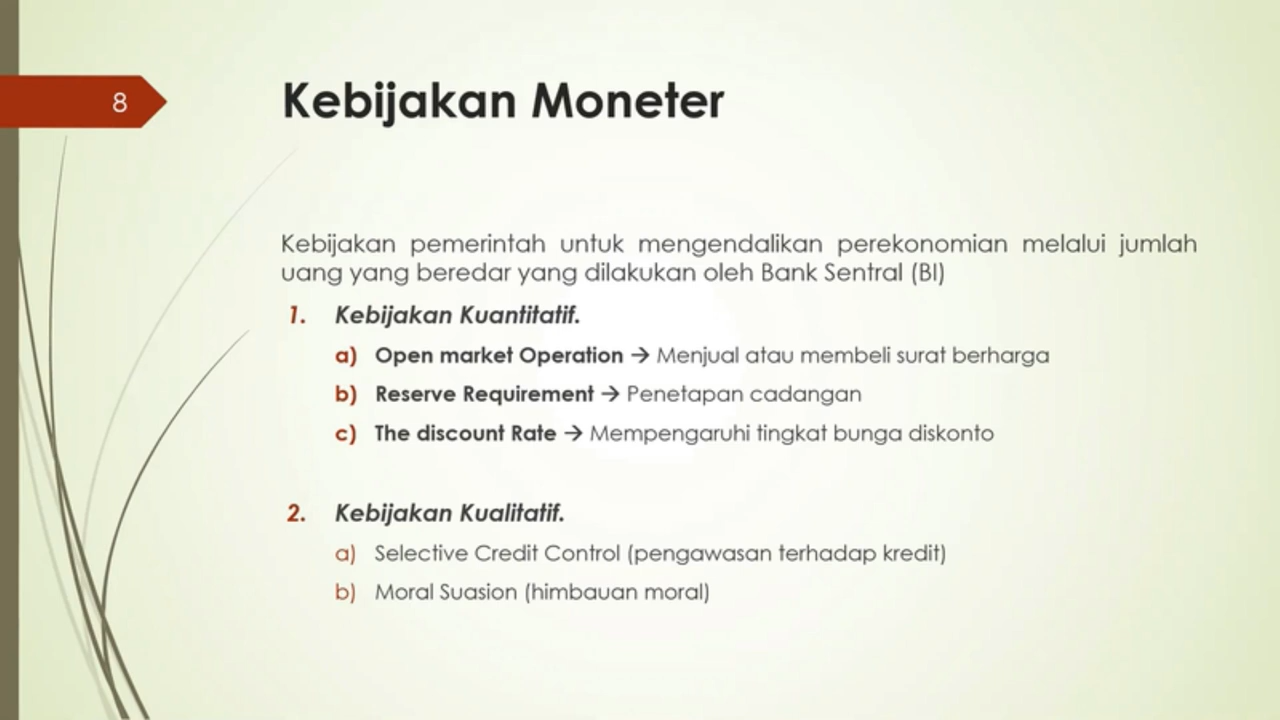 8
Kebijakan Moneter
Kebijakan pemerintah untuk mengendalikan perekonomian melalui jumlah
uang yang beredar yang dilakukan oleh Bank Sentral (BI)
1. Kebijakan Kuantitatif.
a) Open market Operation → Menjual atau membeli surat berharga
b) Reserve Requirement → Penetapan cadangan
c) The discount Rate → Mempengaruhi tingkat bunga diskonto
2. Kebijakan Kualitatif.
a) Selective Credit Control (pengawasan terhadap kredit)
b) Moral Suasion (himbauan moral)